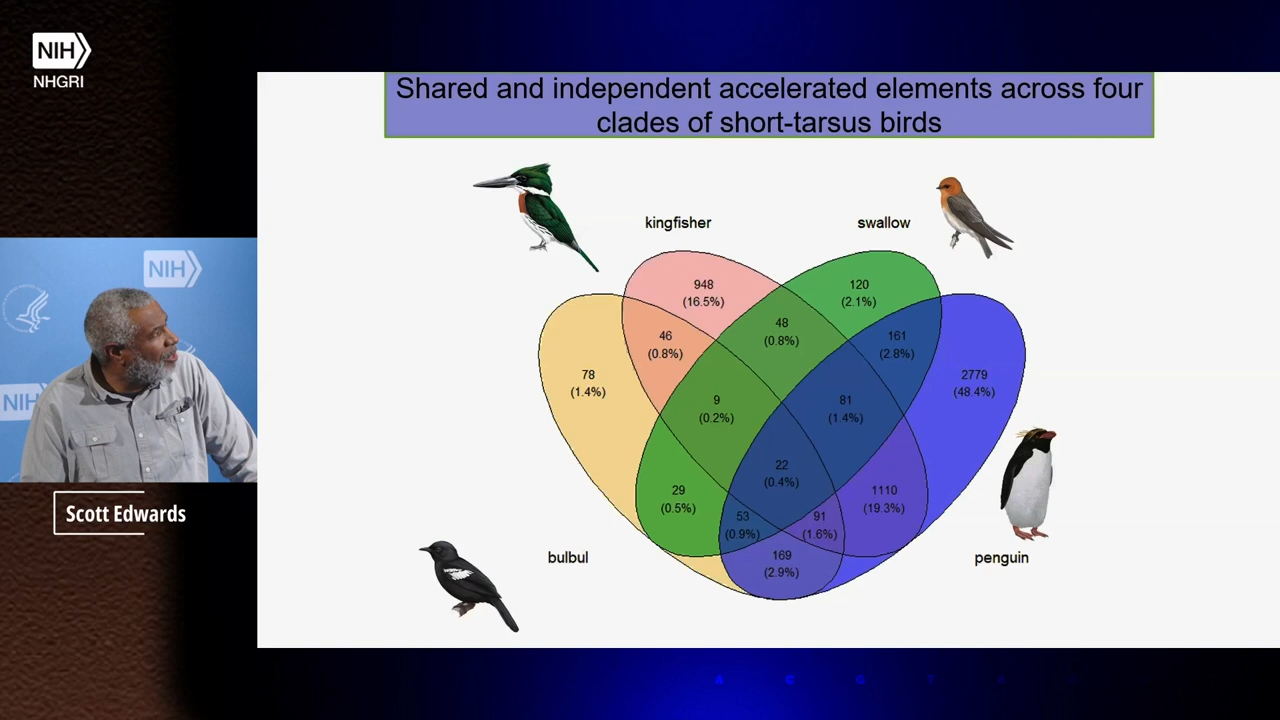 NIH
NHGRI
Shared and independent accelerated elements across four
clades of short-tarsus birds
kingfisher
swallow
948
(16.5%)
120
(2.1%)
46
(0.8%)
48
(0.8%)
161
(2.8%)
78
(1.4%)
2779
(48.4%)
9
(0.2%)
81
(1.4%)
22
(0.4%)
29
(0.5%)
1110
(19.3%)
53
(0.9%)
91
(1.6%)
169
(2.9%)
bulbul
penguin
NIH
NIH
Scott Edwards
A C G T